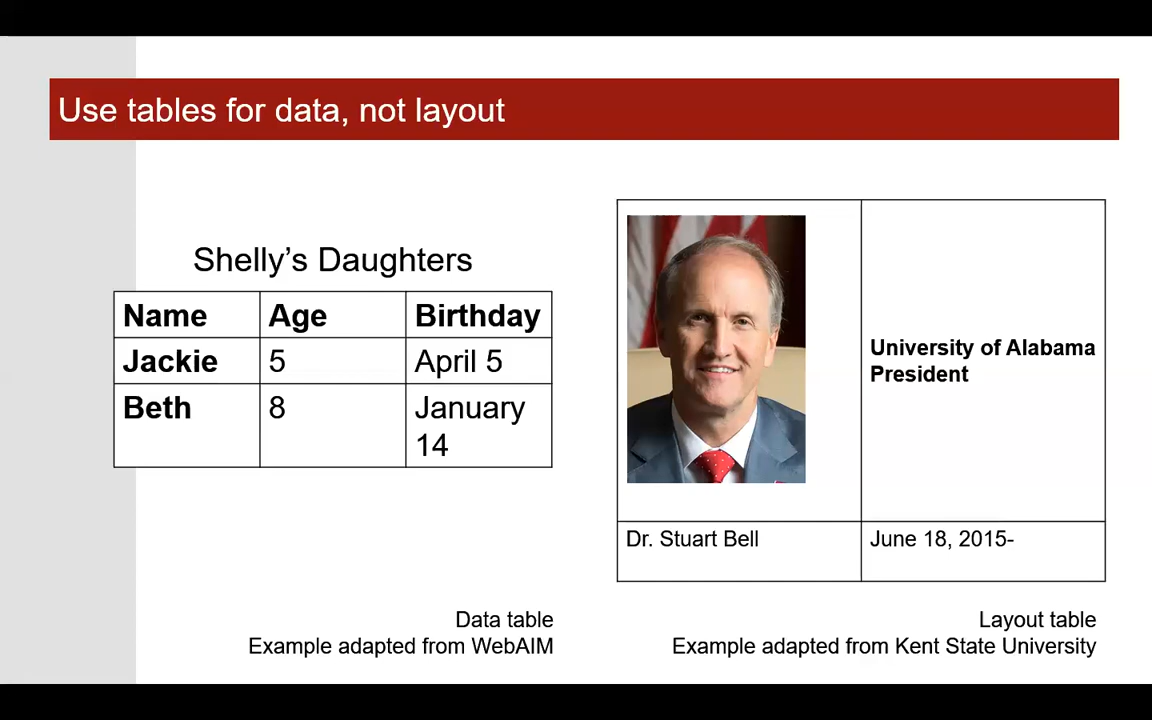 Use tables for data, not layout
Shelly’s Daughters
Name Age Birthday
Jackie 5 April 5
Beth 8 January
14
University of Alabama
President
Dr. Stuart Bell June 18, 2015-
Data table
Example adapted from WebAIM
Layout table
Example adapted from Kent State University